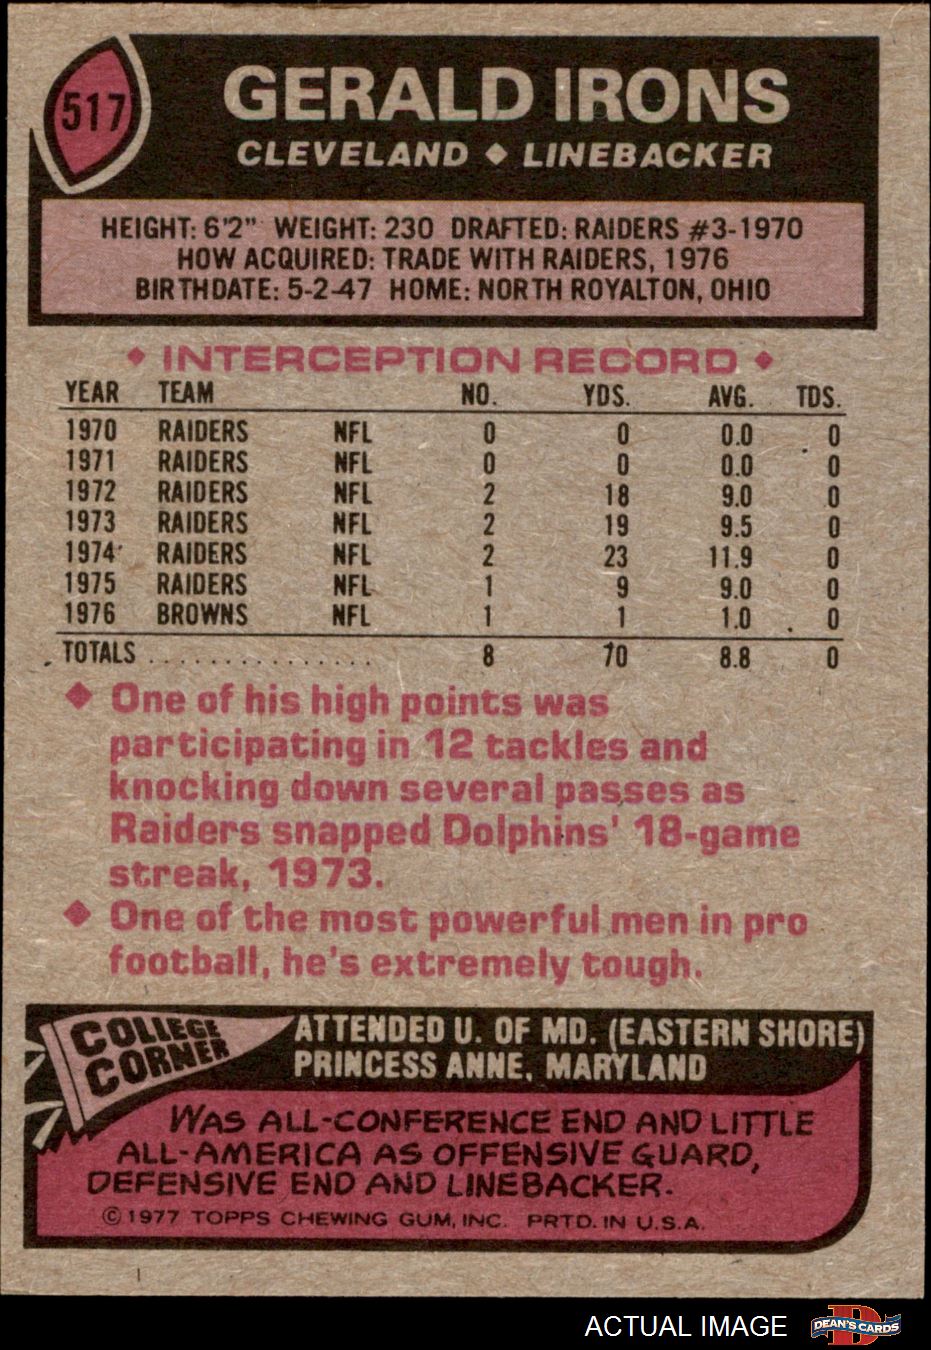 517
GERALD IRONS
CLEVELAND ◆ LINEBACKER
HEIGHT: 6'2" WEIGHT: 230 DRAFTED: RAIDERS #3-1970
HOW ACQUIRED: TRADE WITH RAIDERS, 1976
BIRTHDATE: 5-2-47 HOME: NORTH ROYALTON, OHIO
◆ INTERCEPTION RECORD ◆
YEAR TEAM NO. YDS. AVG. TDS.
1970 RAIDERS NFL 0 0 0.0 0
1971 RAIDERS NFL 0 0 0.0 0
1972 RAIDERS NFL 2 18 9.0 0
1973 RAIDERS NFL 2 19 9.5 0
1974 RAIDERS NFL 2 23 11.9 0
1975 RAIDERS NFL 1 9 9.0 0
1976 BROWNS NFL 1 1 1.0 0
TOTALS . . . . . . . . . . . . . . . 8 70 8.8 0
◆ One of his high points was
participating in 12 tackles and
knocking down several passes as
Raiders snapped Dolphins' 18-game
streak, 1973.
◆ One of the most powerful men in pro
football, he's extremely tough.
COLLEGE
CORNER
ATTENDED U. OF MD. (EASTERN SHORE)
PRINCESS ANNE, MARYLAND
WAS ALL-CONFERENCE END AND LITTLE
ALL-AMERICA AS OFFENSIVE GUARD,
DEFENSIVE END AND LINEBACKER.
© 1977 TOPPS CHEWING GUM, INC. PRTD. IN U.S.A.
ACTUAL IMAGE
DEAN'S CARDS